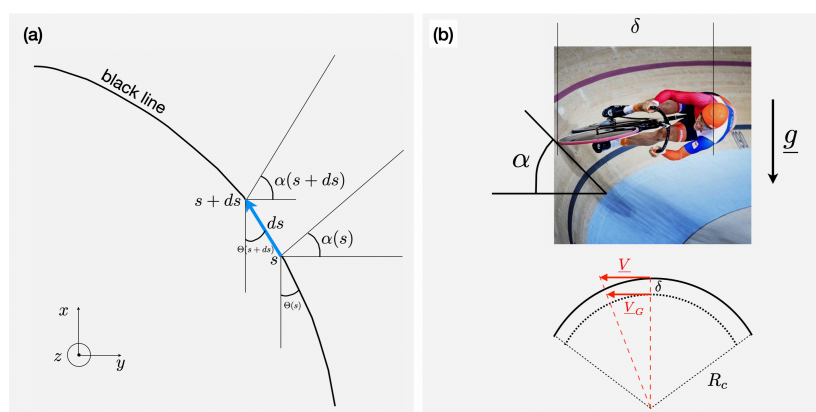 (a)
black line
α(s + ds)
s + ds
ds
Θ(s + ds)
α(s)
s
Θ(s)
x
z
y
(b)
δ
α
g
V
δ
V_G
R_c